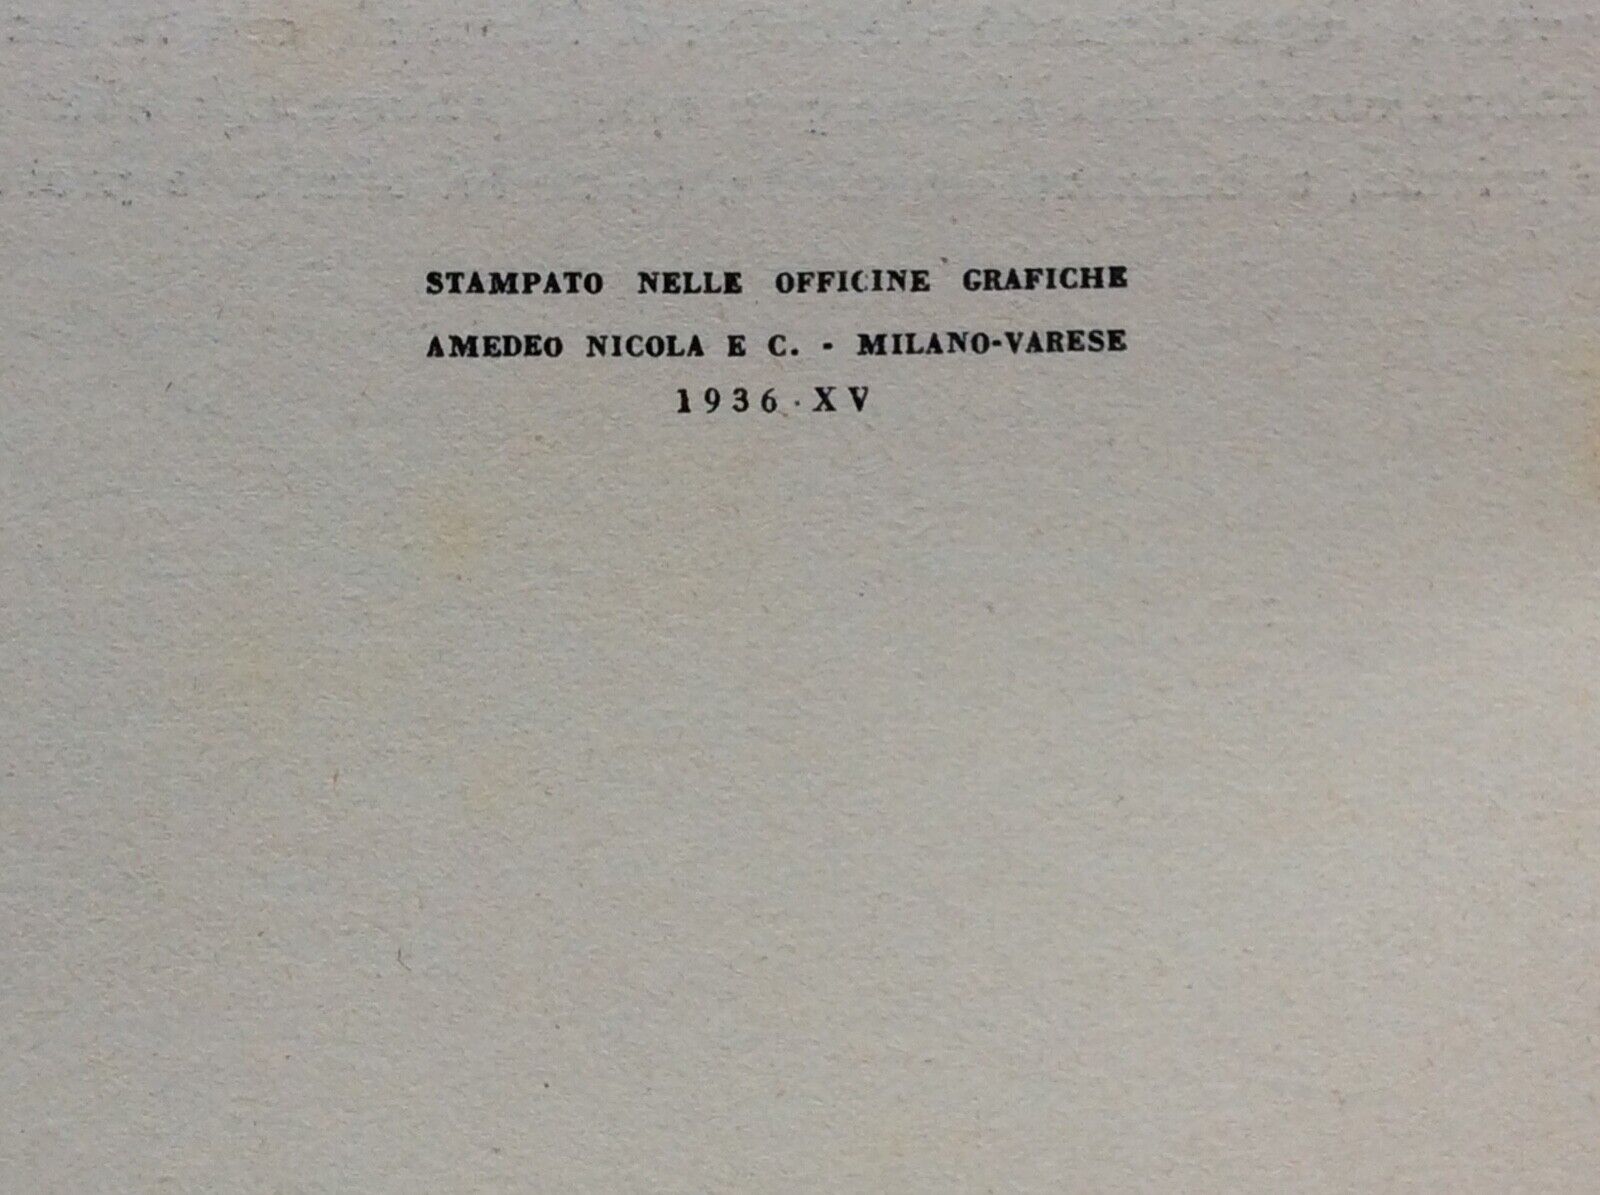 STAMPATO NELLE OFFICINE GRAFICHE
AMEDEO NICOLA E C. - MILANO-VARESE
1936 - XV